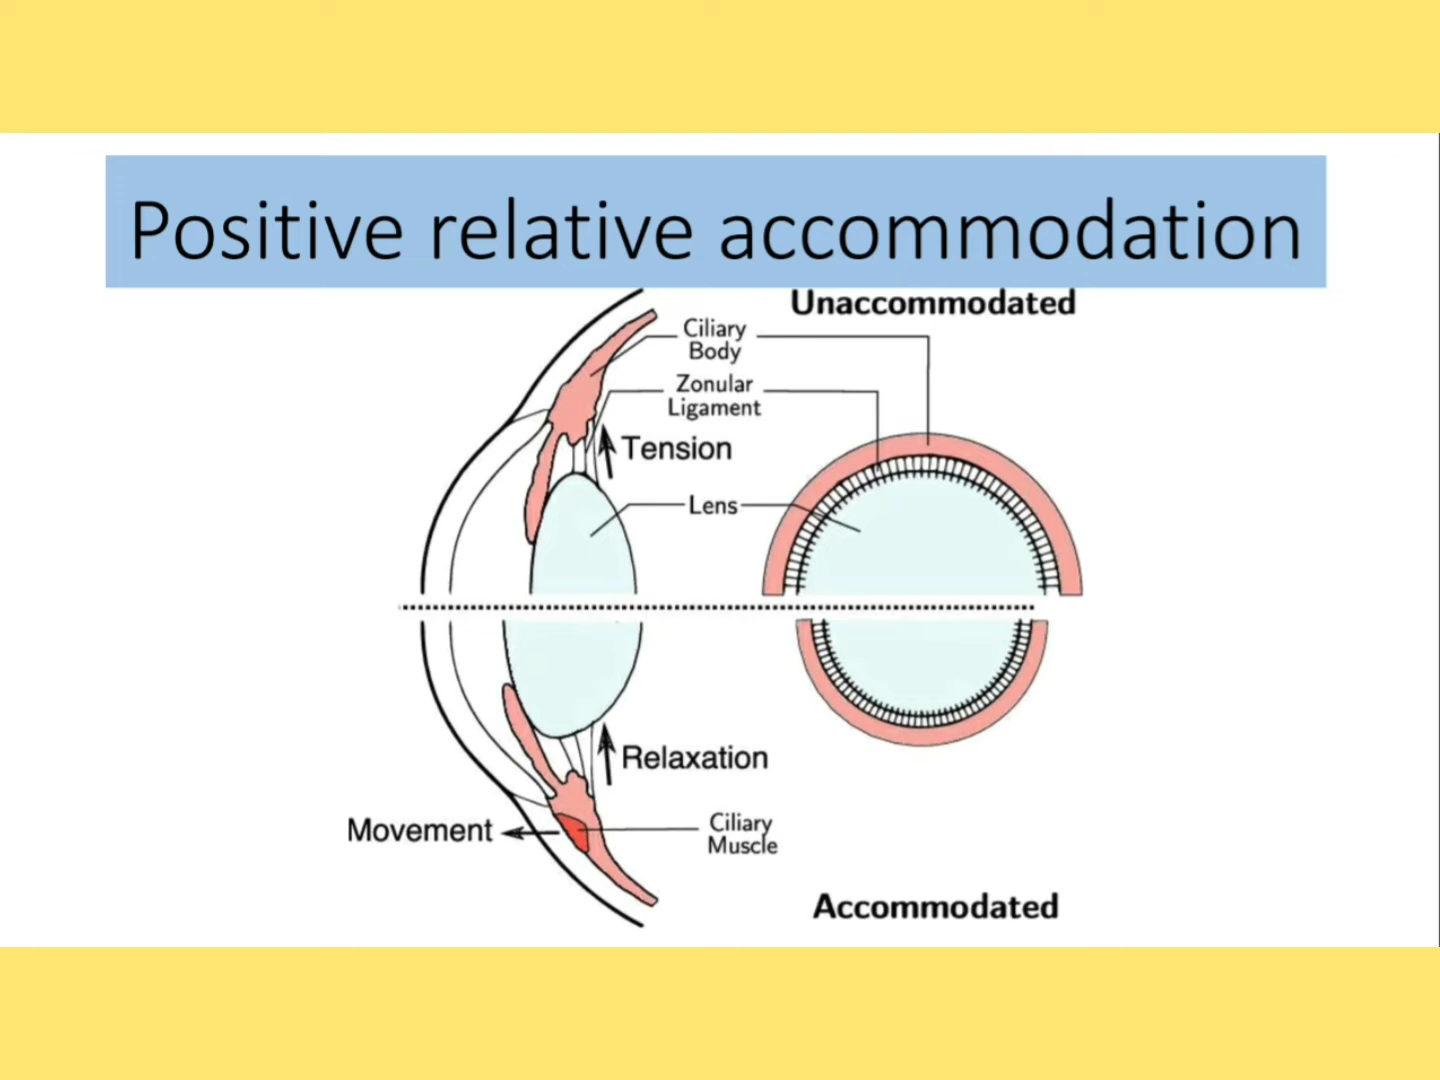 Positive relative accommodation
Unaccommodated
Ciliary
Body
Zonular
Ligament
Tension
Lens
Relaxation
Movement
Ciliary
Muscle
Accommodated